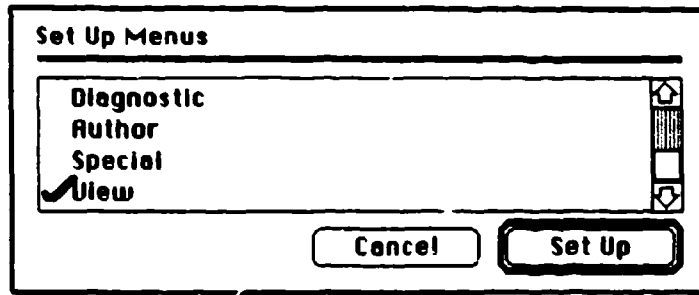 Set Up Menus
Diagnostic
Author
Special
View
Cancel
Set Up